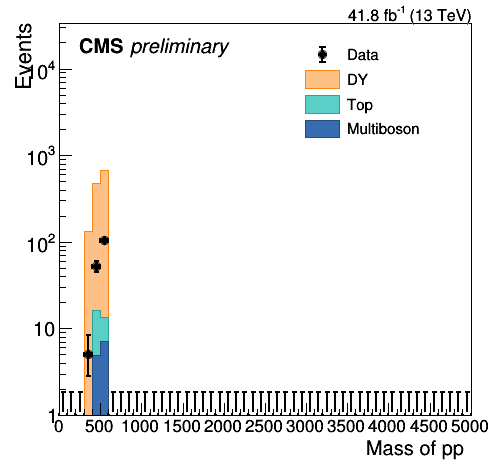 41.8 fb⁻¹ (13 TeV)
CMS preliminary
Data
DY
Top
Multiboson
Events
10⁴
10³
10²
10
1
0 500 1000 1500 2000 2500 3000 3500 4000 4500 5000
Mass of pp